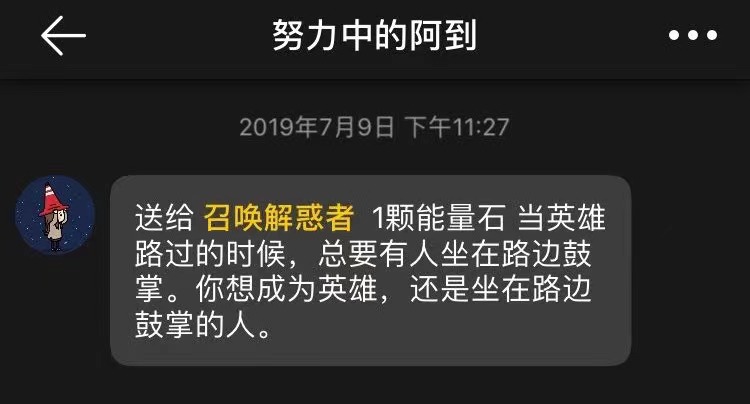 努力中的阿到
2019年7月9日 下午11:27
送给 召唤解惑者 1颗能量石 当英雄
路过的时候，总要有人坐在路边鼓
掌。你想成为英雄，还是坐在路边
鼓掌的人。